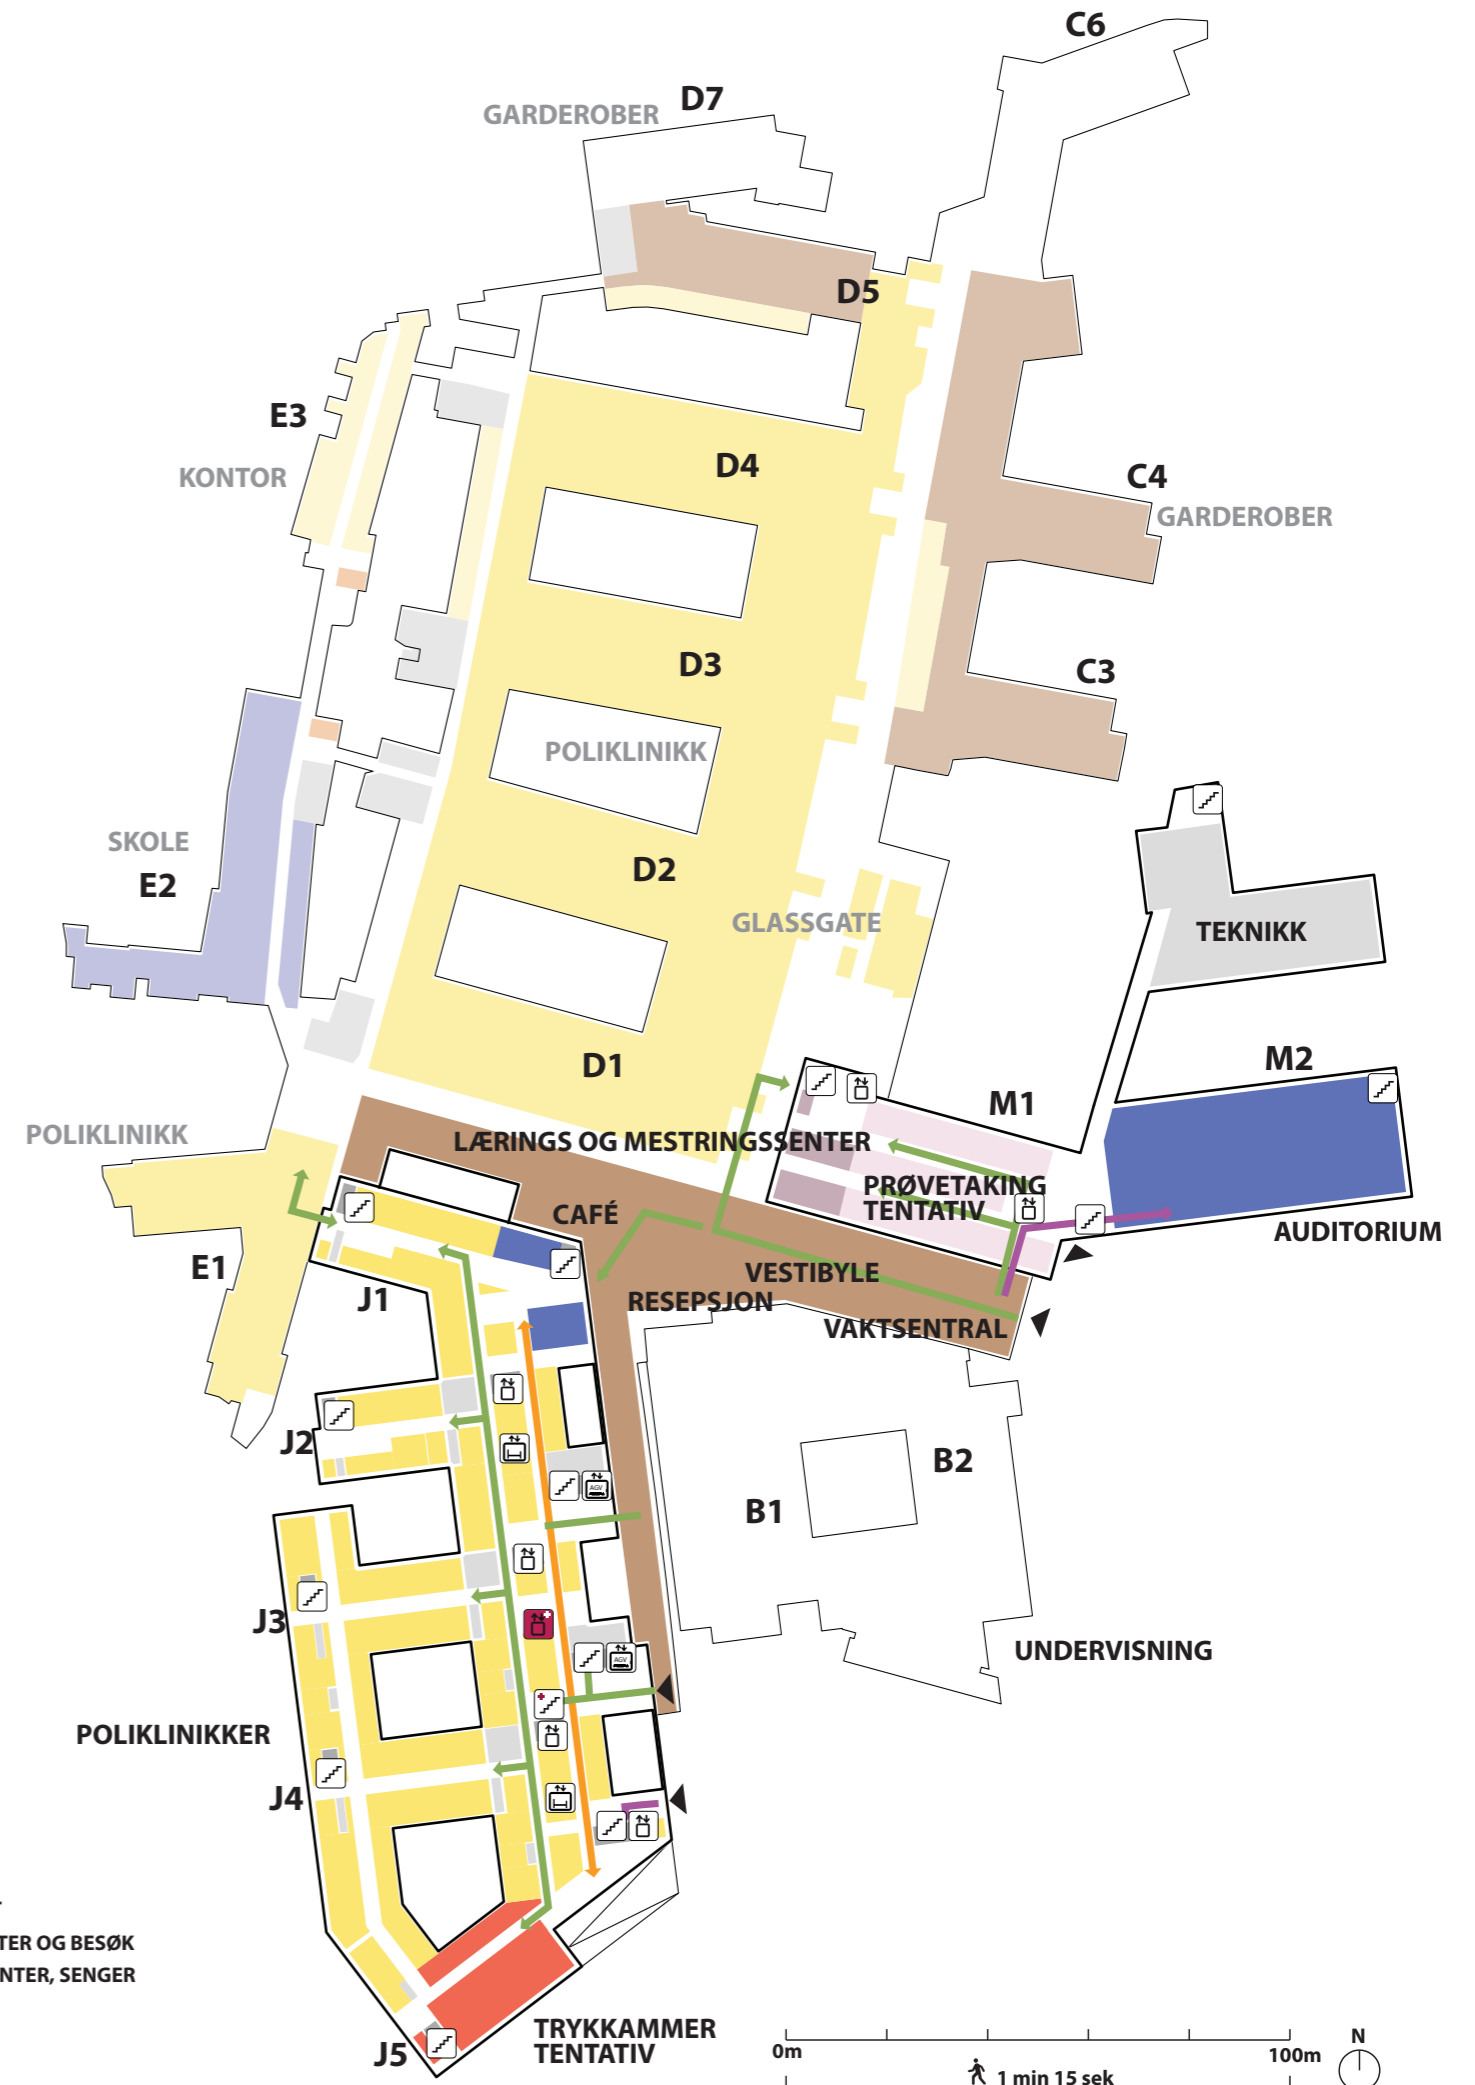 C6
D7
GARDEROBER
D5
E3
KONTOR
D4
C4
GARDEROBER
D3
C3
POLIKLINIKK
SKOLE
E2
D2
GLASSGATE
TEKNIKK
D1
M2
M1
POLIKLINIKK
LÆRINGS OG MESTRINGSSENTER
PRØVETAKING
TENTATIV
CAFÉ
AUDITORIUM
E1
VESTIBYLE
J1
RESEPSJON
VAKTSENTRAL
J2
B2
AGV
B1
J3
UNDERVISNING
AGV
POLIKLINIKKER
J4
TER OG BESØK
NTER, SENGER
TRYKKAMMER
TENTATIV
J5
0m
100m
N
1 min 15 sek